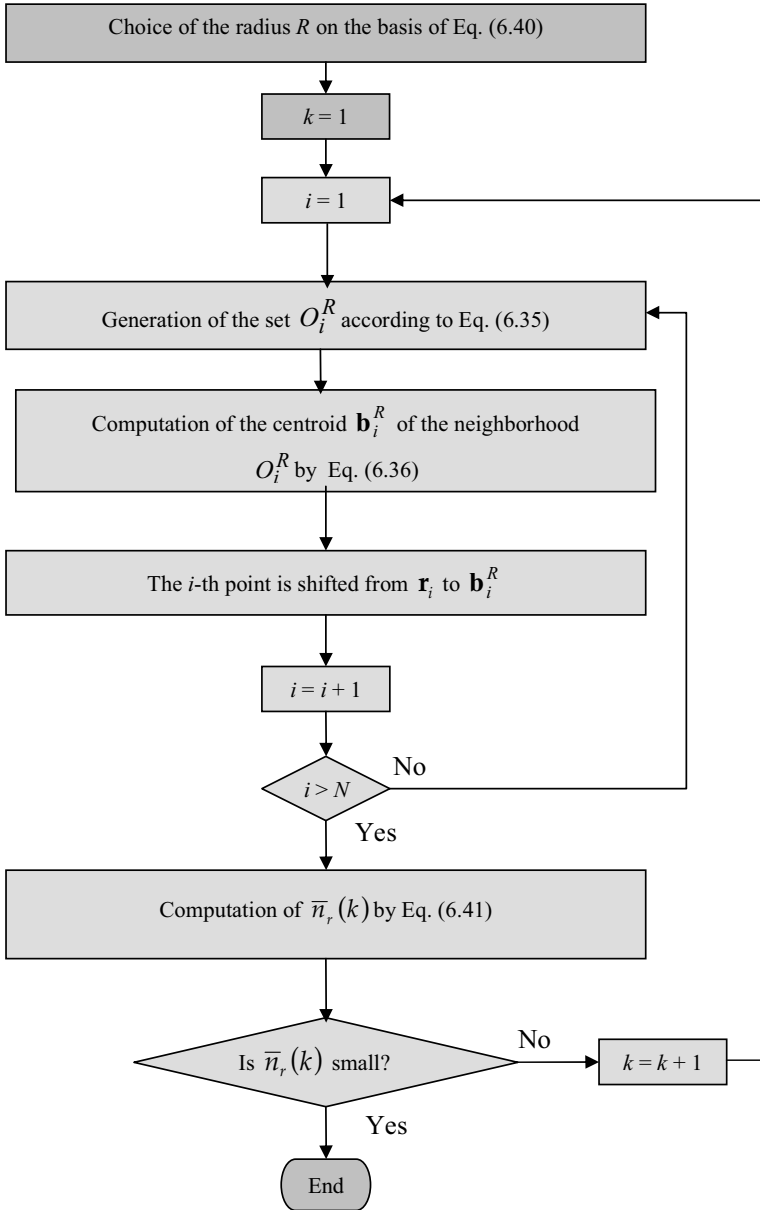 Choice of the radius R on the basis of Eq. (6.40)
k = 1
i = 1
Generation of the set O_i^R according to Eq. (6.35)
Computation of the centroid b_i^R of the neighborhood
O_i^R by Eq. (6.36)
The i-th point is shifted from r_i to b_i^R
i = i + 1
i > N
No
Yes
Computation of n̅_r(k) by Eq. (6.41)
Is n̅_r(k) small?
No
k = k + 1
Yes
End